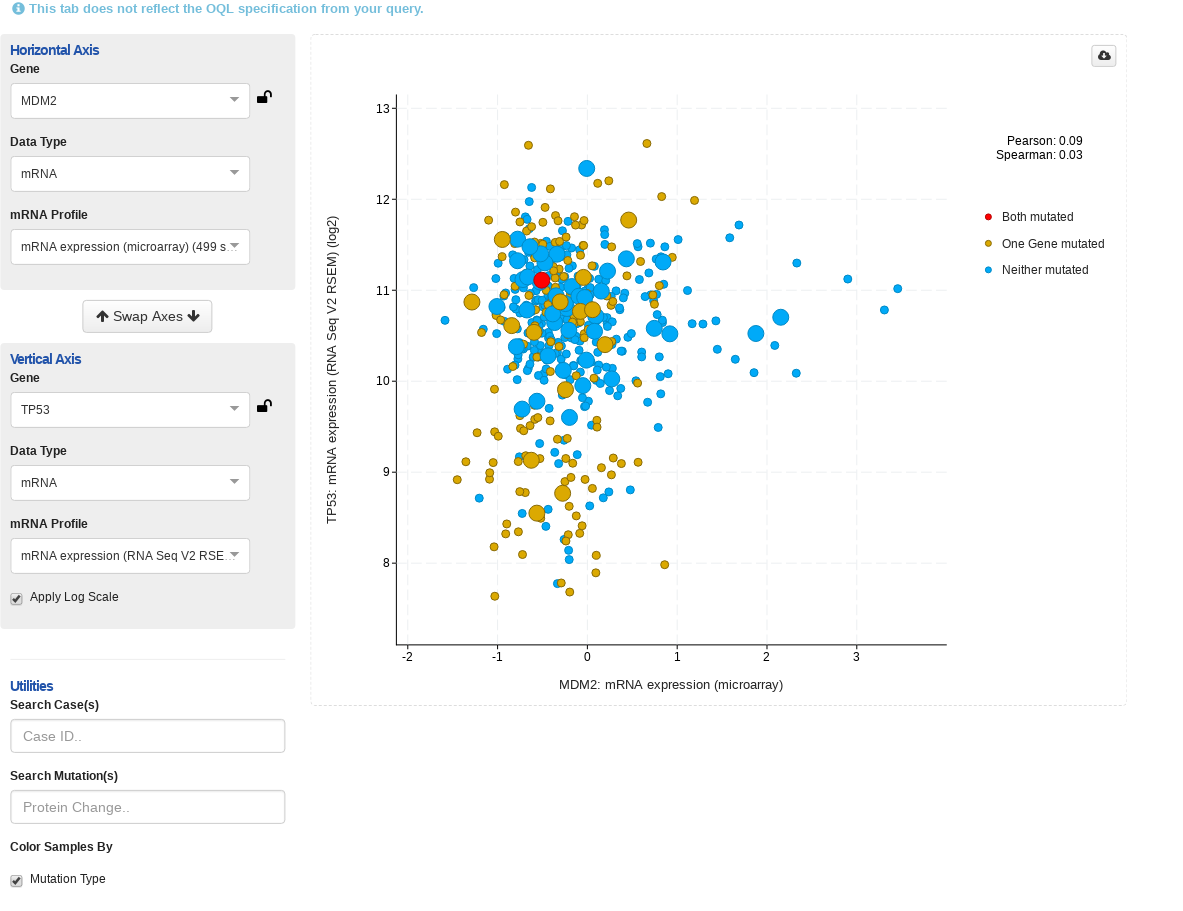 This tab does not reflect the OQL specification from your query.
Horizontal Axis
Gene
MDM2
Data Type
mRNA
mRNA Profile
mRNA expression (microarray) (499 s...
Swap Axes
Vertical Axis
Gene
TP53
Data Type
mRNA
mRNA Profile
mRNA expression (RNA Seq V2 RSE...
Apply Log Scale
Utilities
Search Case(s)
Case ID..
Search Mutation(s)
Protein Change..
Color Samples By
Mutation Type
TP53: mRNA expression (RNA Seq V2 RSEM) (log2)
13
12
11
10
9
8
-2 -1 0 1 2 3
MDM2: mRNA expression (microarray)
Pearson: 0.09
Spearman: 0.03
Both mutated
One Gene mutated
Neither mutated